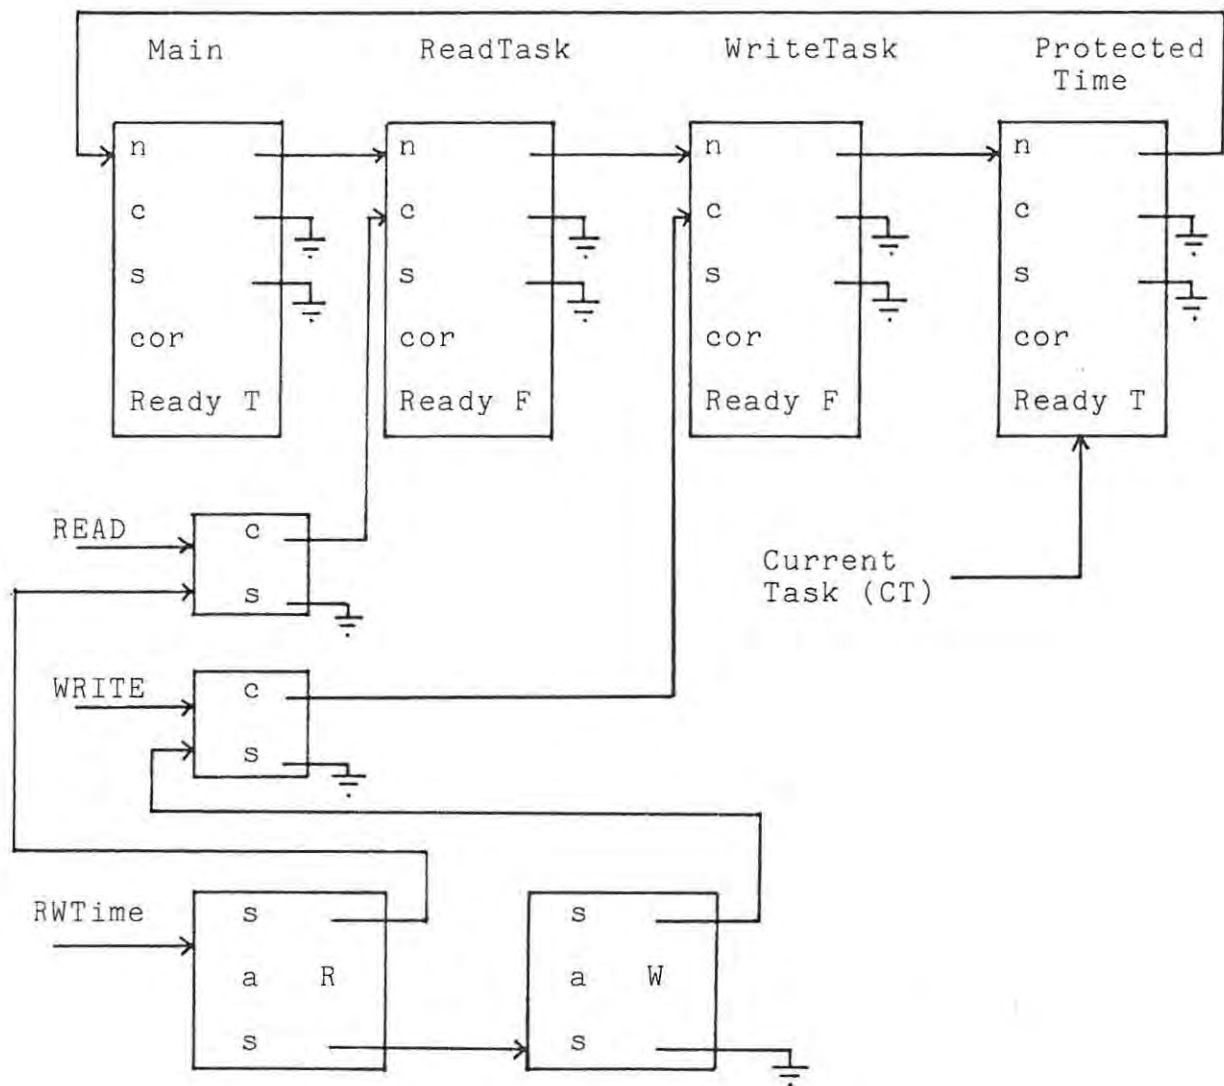 Main ReadTask WriteTask Protected
Time
n n n n
c c c c
s s s s
cor cor cor cor
Ready T Ready F Ready F Ready T
READ c
s
Current
Task (CT)
WRITE c
s
RWTime s s
a R a W
s s